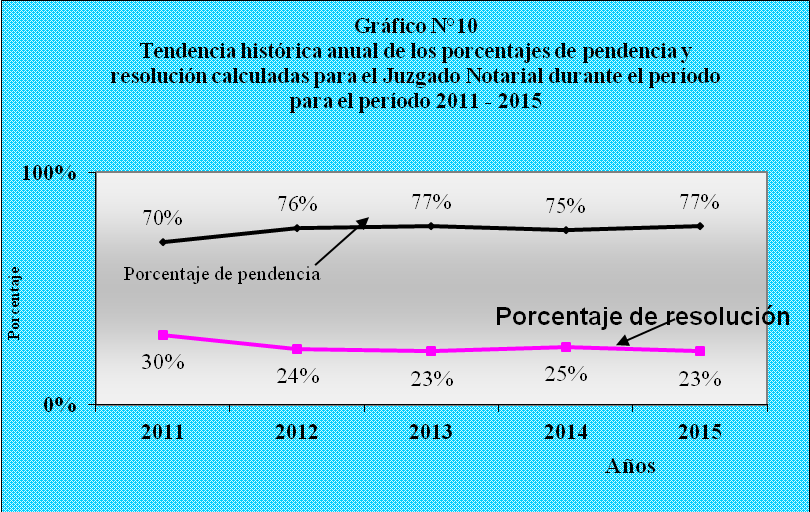 Gráfico N°10
Tendencia histórica anual de los porcentajes de pendencia y
resolución calculadas para el Juzgado Notarial durante el período
para el período 2011 - 2015
100%
70%
76%
77%
75%
77%
Porcentaje de pendencia
Porcentaje
Porcentaje de resolución
30%
24%
23%
25%
23%
0%
2011 2012 2013 2014 2015
Años